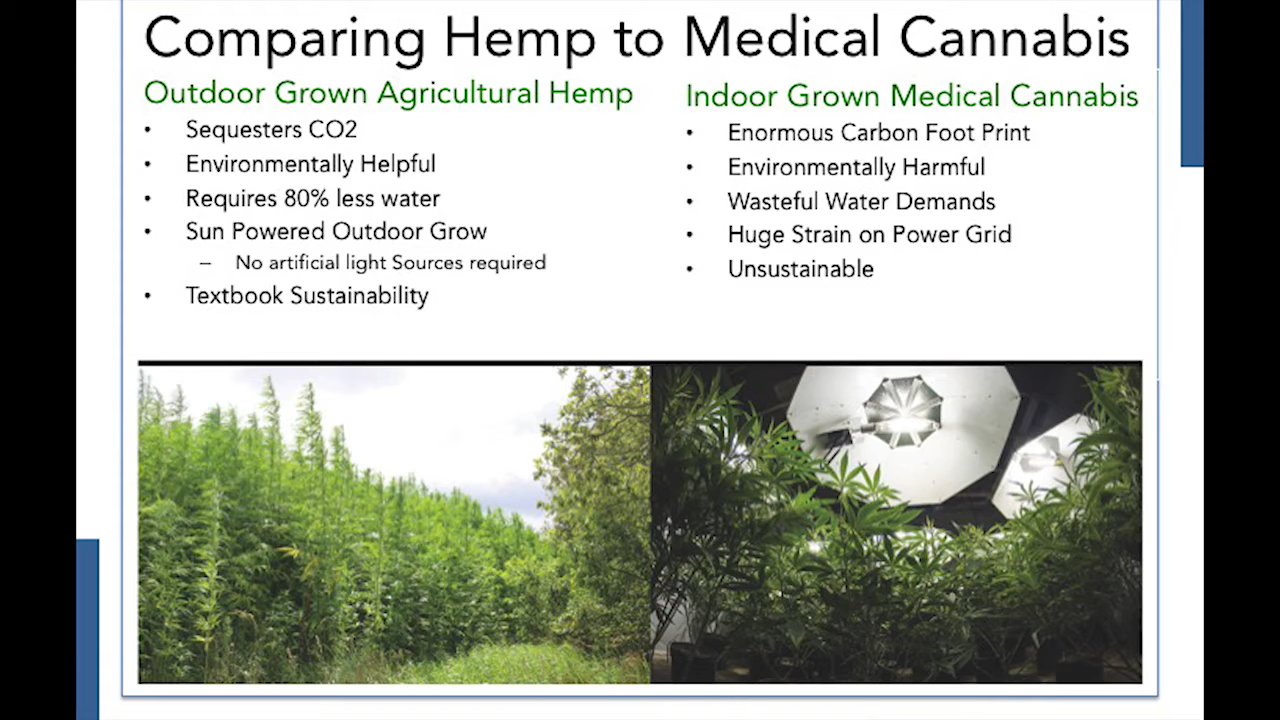 Comparing Hemp to Medical Cannabis
Outdoor Grown Agricultural Hemp
• Sequesters CO2
• Environmentally Helpful
• Requires 80% less water
• Sun Powered Outdoor Grow
– No artificial light Sources required
• Textbook Sustainability
Indoor Grown Medical Cannabis
• Enormous Carbon Foot Print
• Environmentally Harmful
• Wasteful Water Demands
• Huge Strain on Power Grid
• Unsustainable